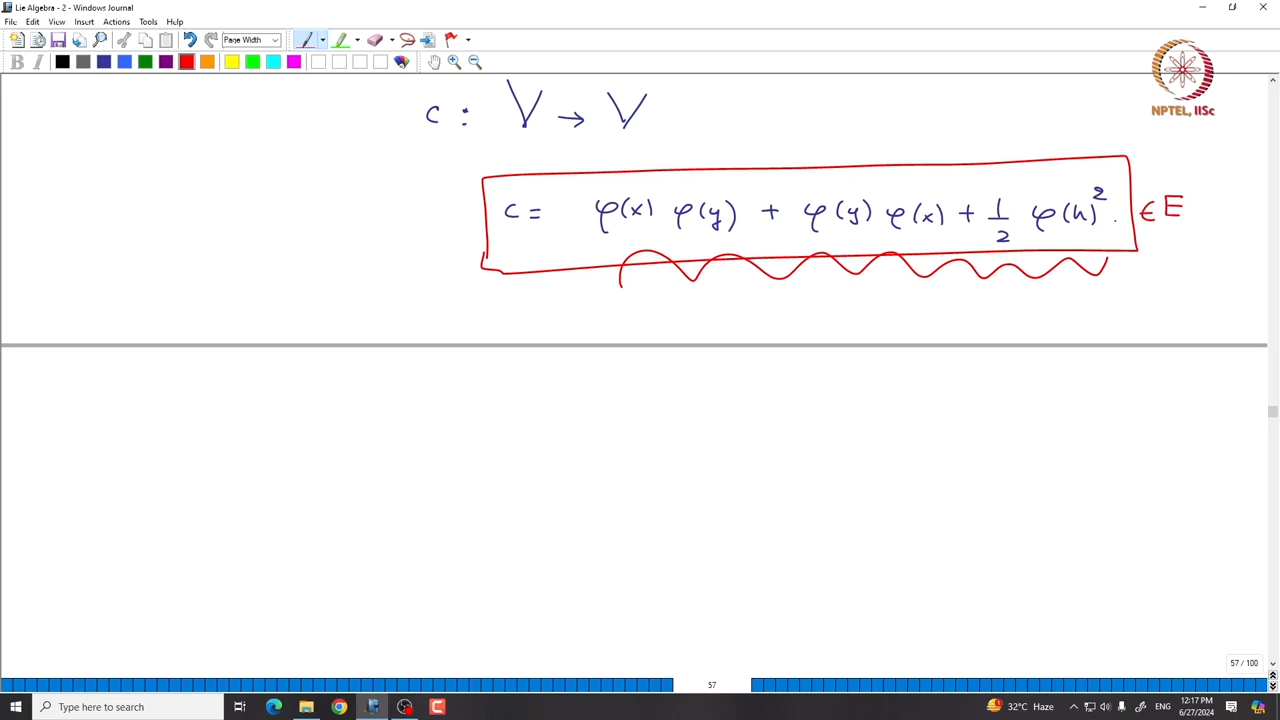 Lie Algebra - 2 - Windows Journal
File Edit View Insert Actions Tools Help
Page Width
B I
NPTEL, IISc
c : V → V
c = φ(x) φ(y) + φ(y) φ(x) + 1/2 φ(h)². ∈ E
57 / 100
57
Type here to search
32°C Haze
ENG
12:17 PM
6/27/2024